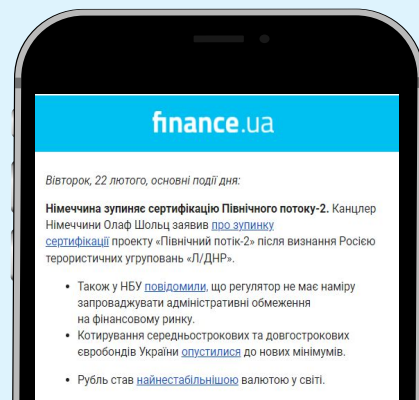 finance.ua
Вівторок, 22 лютого, основні події дня:
Німеччина зупиняє сертифікацію Північного потоку-2. Канцлер
Німеччини Олаф Шольц заявив про зупинку
сертифікації проекту «Північний потік-2» після визнання Росією
терористичних угруповань «Л/ДНР».
• Також у НБУ повідомили, що регулятор не має наміру
запроваджувати адміністративні обмеження
на фінансовому ринку.
• Котирування середньострокових та довгострокових
євробондів України опустилися до нових мінімумів.
• Рубль став найнестабільнішою валютою у світі.